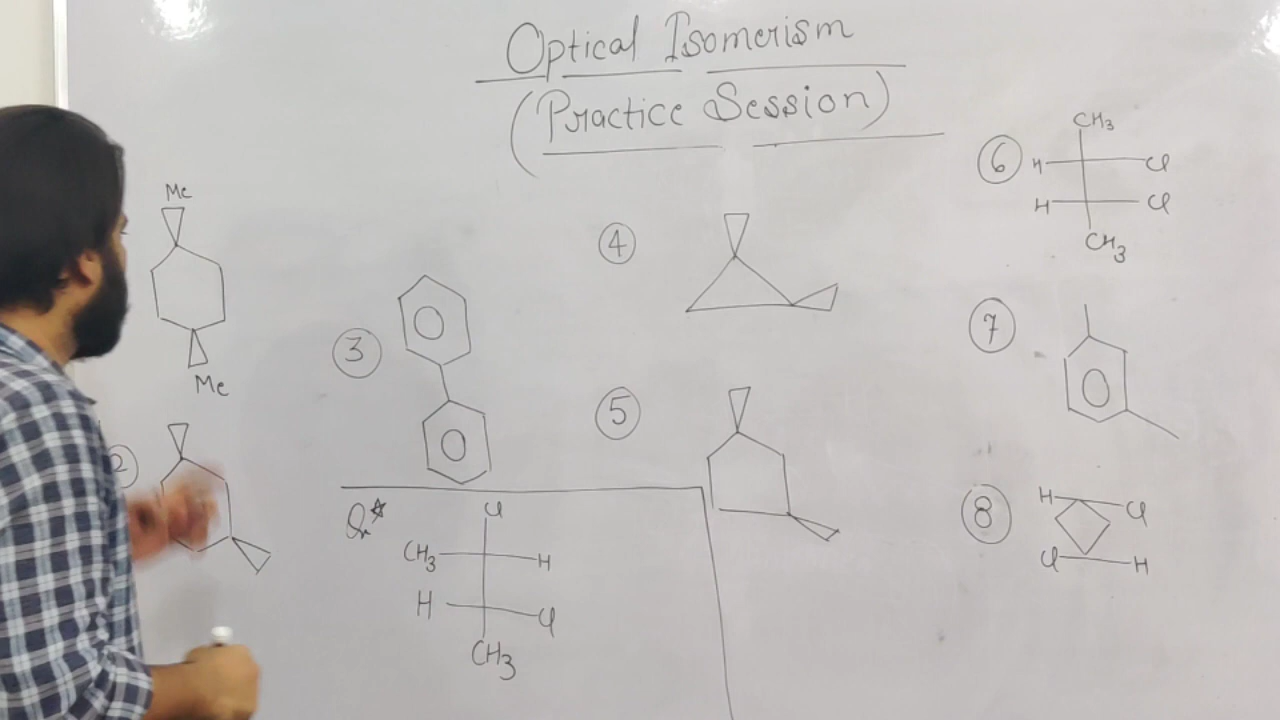 Optical Isomerism
(Practice Session)
Me
Me
2
3
Q*
Cl
CH3 H
H Cl
CH3
4
5
6
CH3
H Cl
H Cl
CH3
7
8
H Cl
Cl H